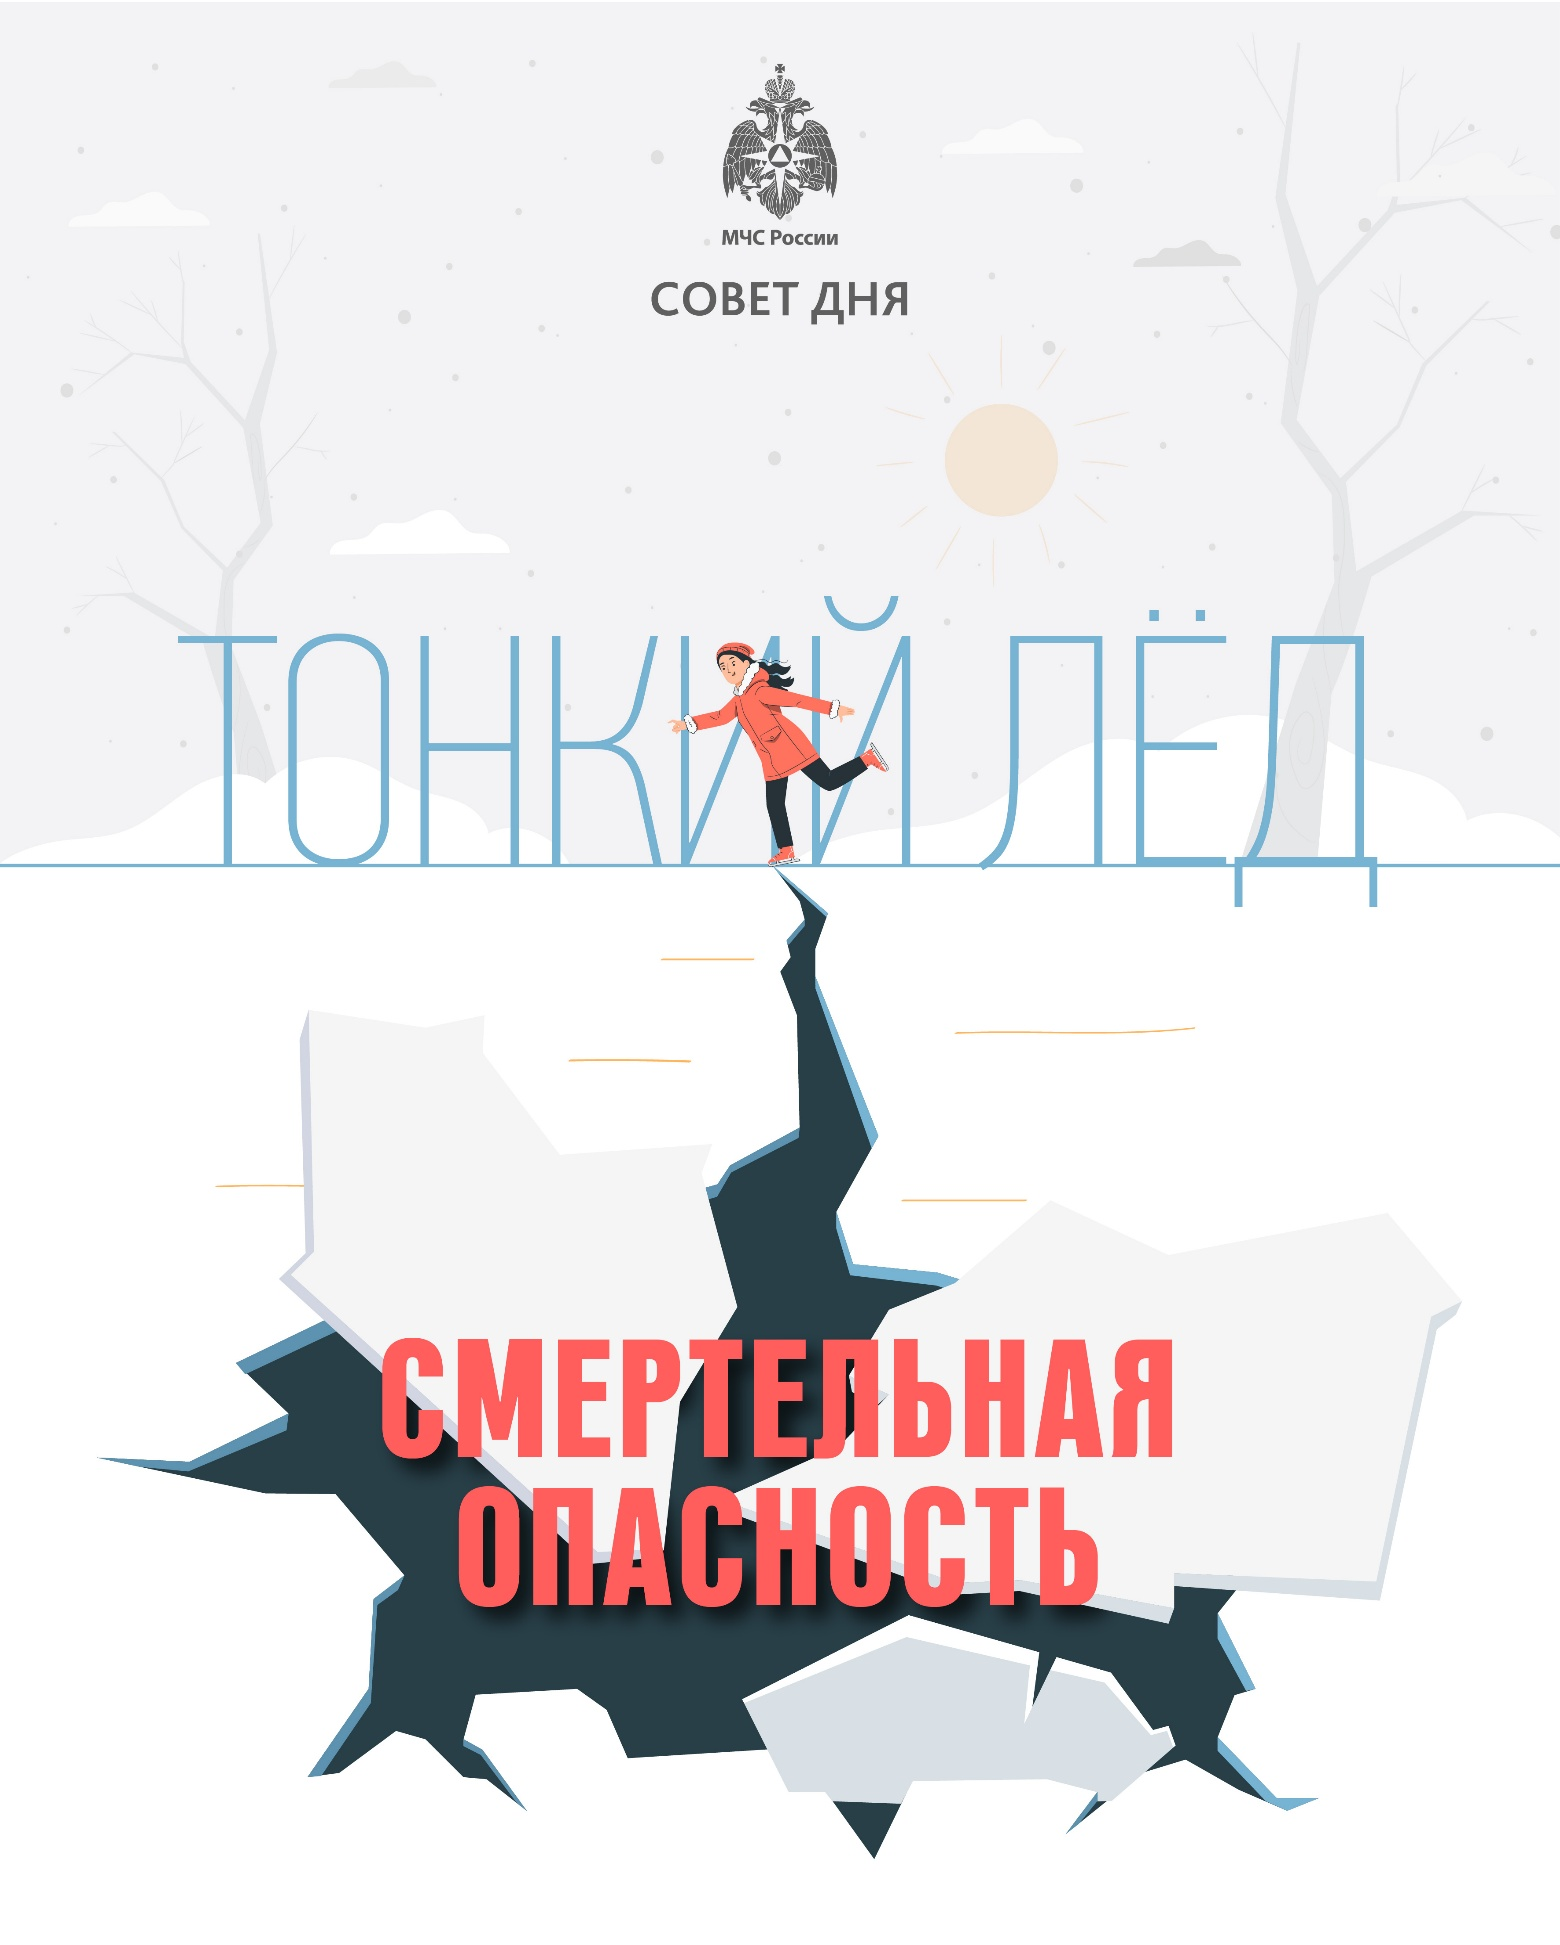 МЧС России
СОВЕТ ДНЯ
ТОНКИЙ ЛЁД
СМЕРТЕЛЬНАЯ
ОПАСНОСТЬ